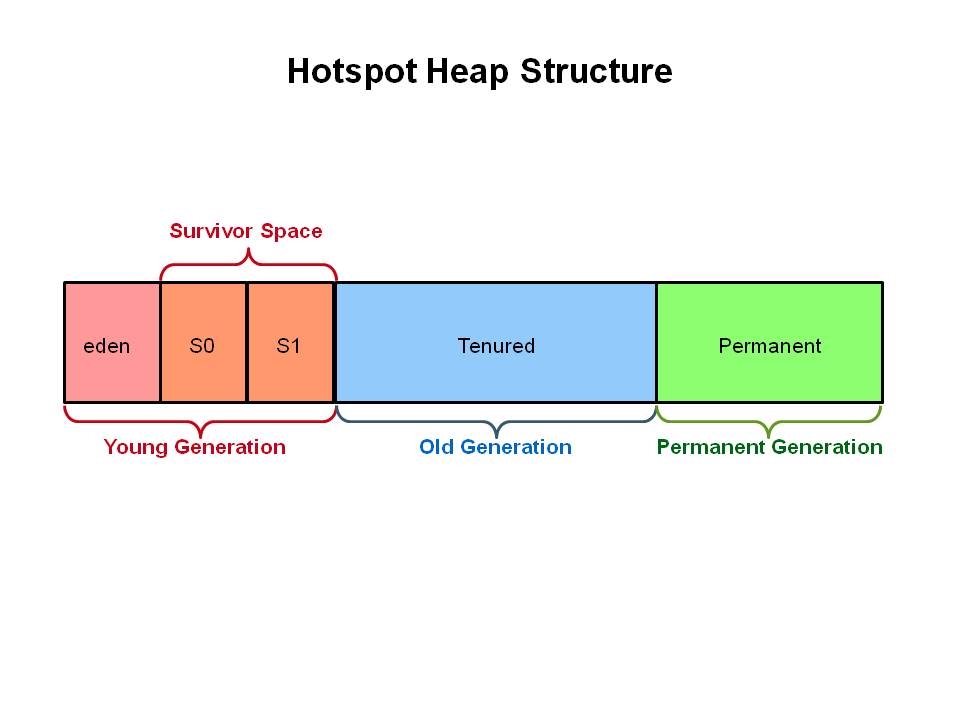 Hotspot Heap Structure
Survivor Space
eden S0 S1 Tenured Permanent
Young Generation Old Generation Permanent Generation